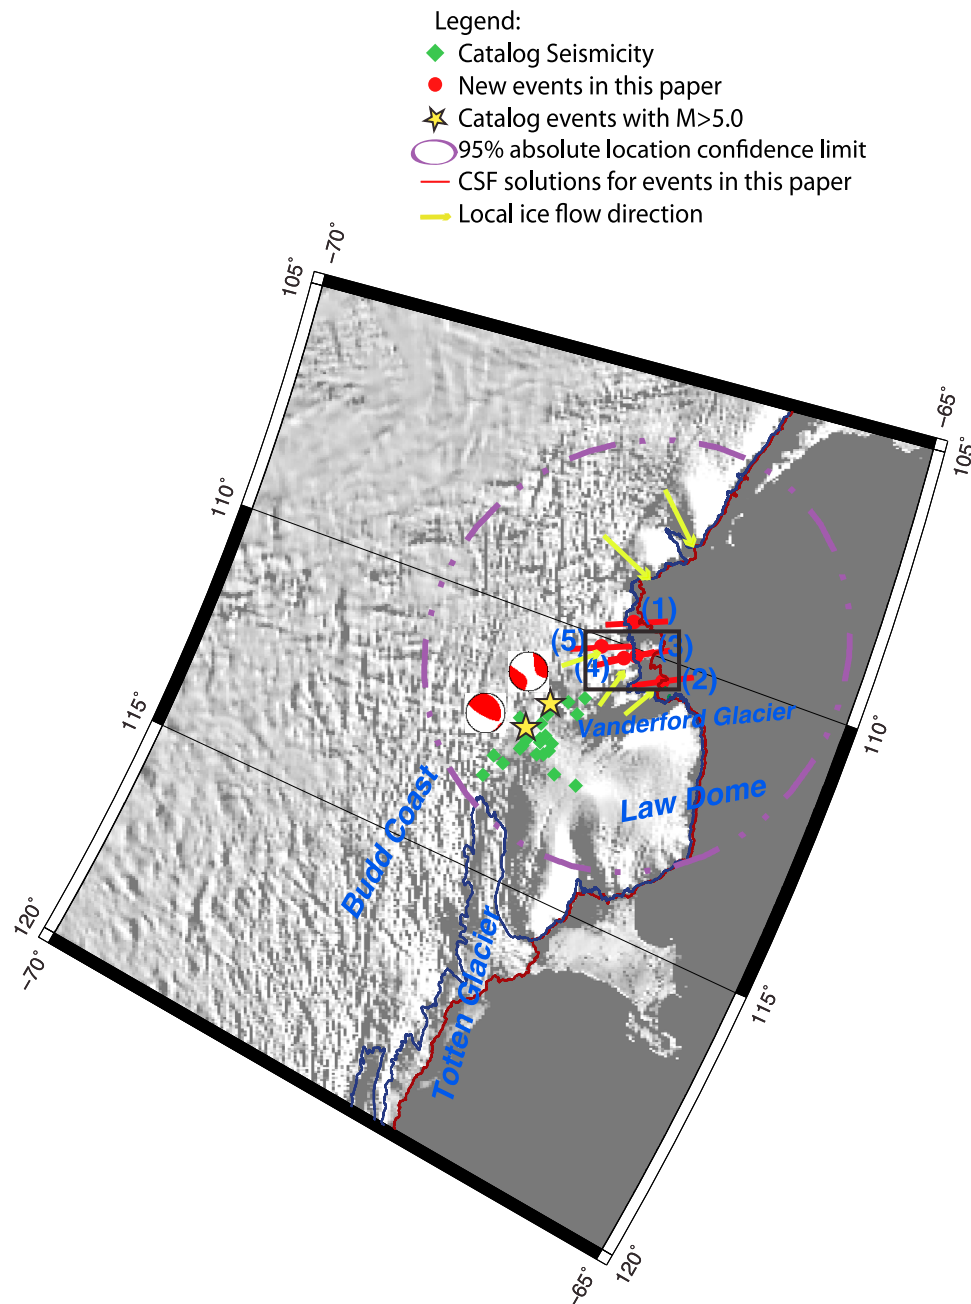 Legend:
Catalog Seismicity
New events in this paper
Catalog events with M>5.0
95% absolute location confidence limit
CSF solutions for events in this paper
Local ice flow direction
-70°
105°
-65°
105°
110°
(1)
(5)
(3)
(4)
(2)
Vanderford Glacier
110°
115°
Law Dome
Budd Coast
120°
-70°
Totten Glacier
115°
-65°
120°